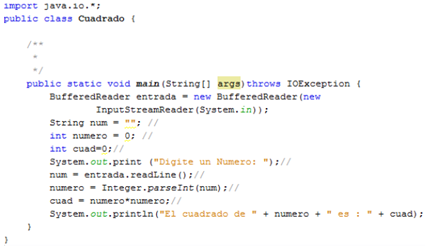 import java.io.*;
public class Cuadrado {
/**
*
*/
public static void main(String[] args)throws IOException {
BufferedReader entrada = new BufferedReader(new
InputStreamReader(System.in));
String num = ""; //
int numero = 0; //
int cuad=0;//
System.out.print ("Digite un Numero: ");//
num = entrada.readLine();//
numero = Integer.parseInt(num);//
cuad = numero*numero;//
System.out.println("El cuadrado de " + numero + " es : " + cuad);
}
}